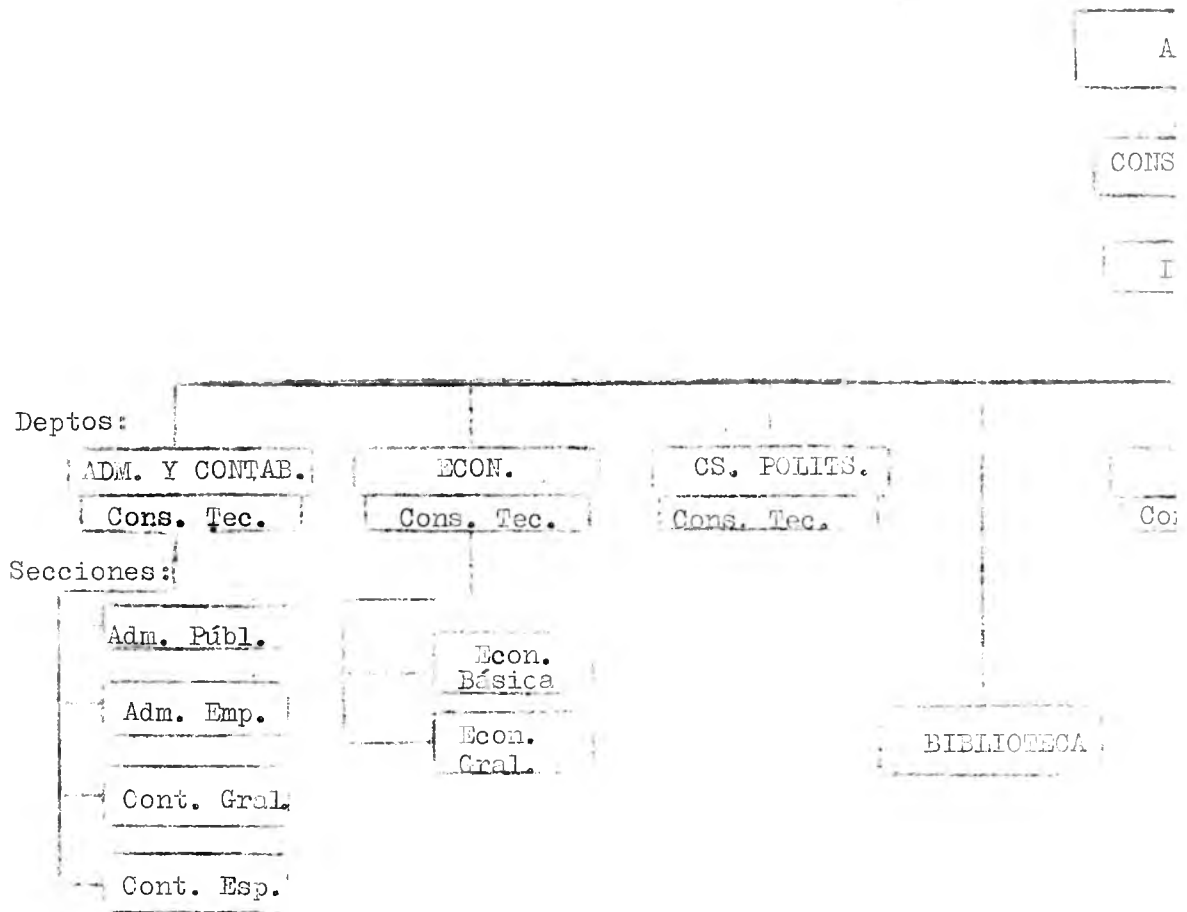 A
CONS
I
Deptos:
ADM. Y CONTAB.
ECON.
CS. POLITS.
Cons. Tec.
Cons. Tec.
Cons. Tec.
Co
Secciones:
Adm. Públ.
Econ.
Básica
Adm. Emp.
Econ.
Gral.
BIBLIOTECA
Cont. Gral.
Cont. Esp.